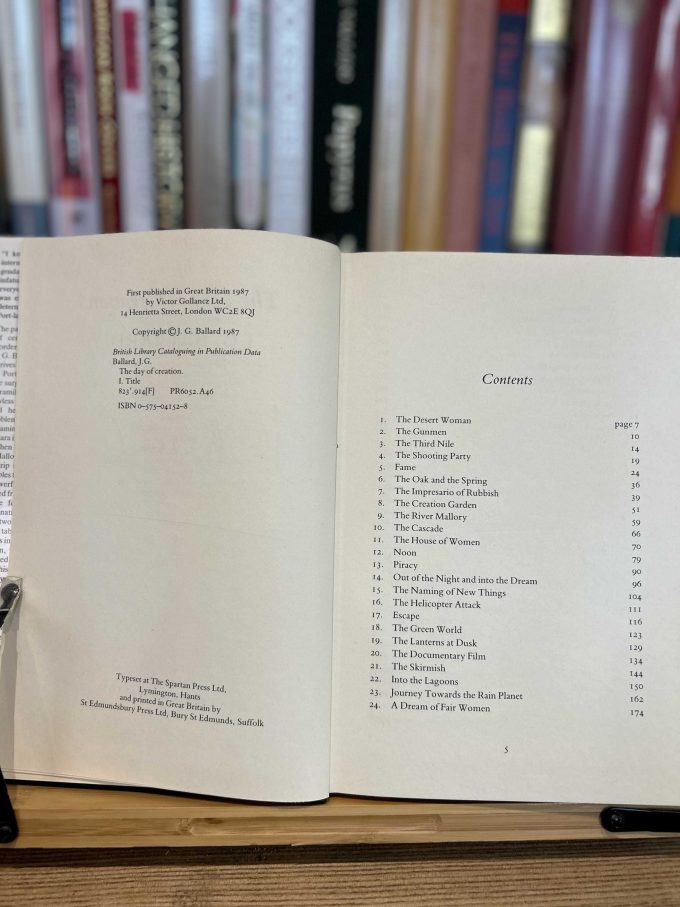 Papyrus
First published in Great Britain 1987
by Victor Gollancz Ltd,
14 Henrietta Street, London WC2E 8QJ
Copyright © J. G. Ballard 1987
British Library Cataloguing in Publication Data
Ballard, J.G.
The day of creation.
I. Title
823'.914[F] PR6052.A46
ISBN 0-575-04152-8
Typeset at The Spartan Press Ltd,
Lymington, Hants
and printed in Great Britain by
St Edmundsbury Press Ltd, Bury St Edmunds, Suffolk
Contents
1. The Desert Woman page 7
2. The Gunmen 10
3. The Third Nile 14
4. The Shooting Party 19
5. Fame 24
6. The Oak and the Spring 36
7. The Impresario of Rubbish 39
8. The Creation Garden 51
9. The River Mallory 59
10. The Cascade 66
11. The House of Women 70
12. Noon 79
13. Piracy 90
14. Out of the Night and into the Dream 96
15. The Naming of New Things 104
16. The Helicopter Attack 111
17. Escape 116
18. The Green World 123
19. The Lanterns at Dusk 129
20. The Documentary Film 134
21. The Skirmish 144
22. Into the Lagoons 150
23. Journey Towards the Rain Planet 162
24. A Dream of Fair Women 174
5